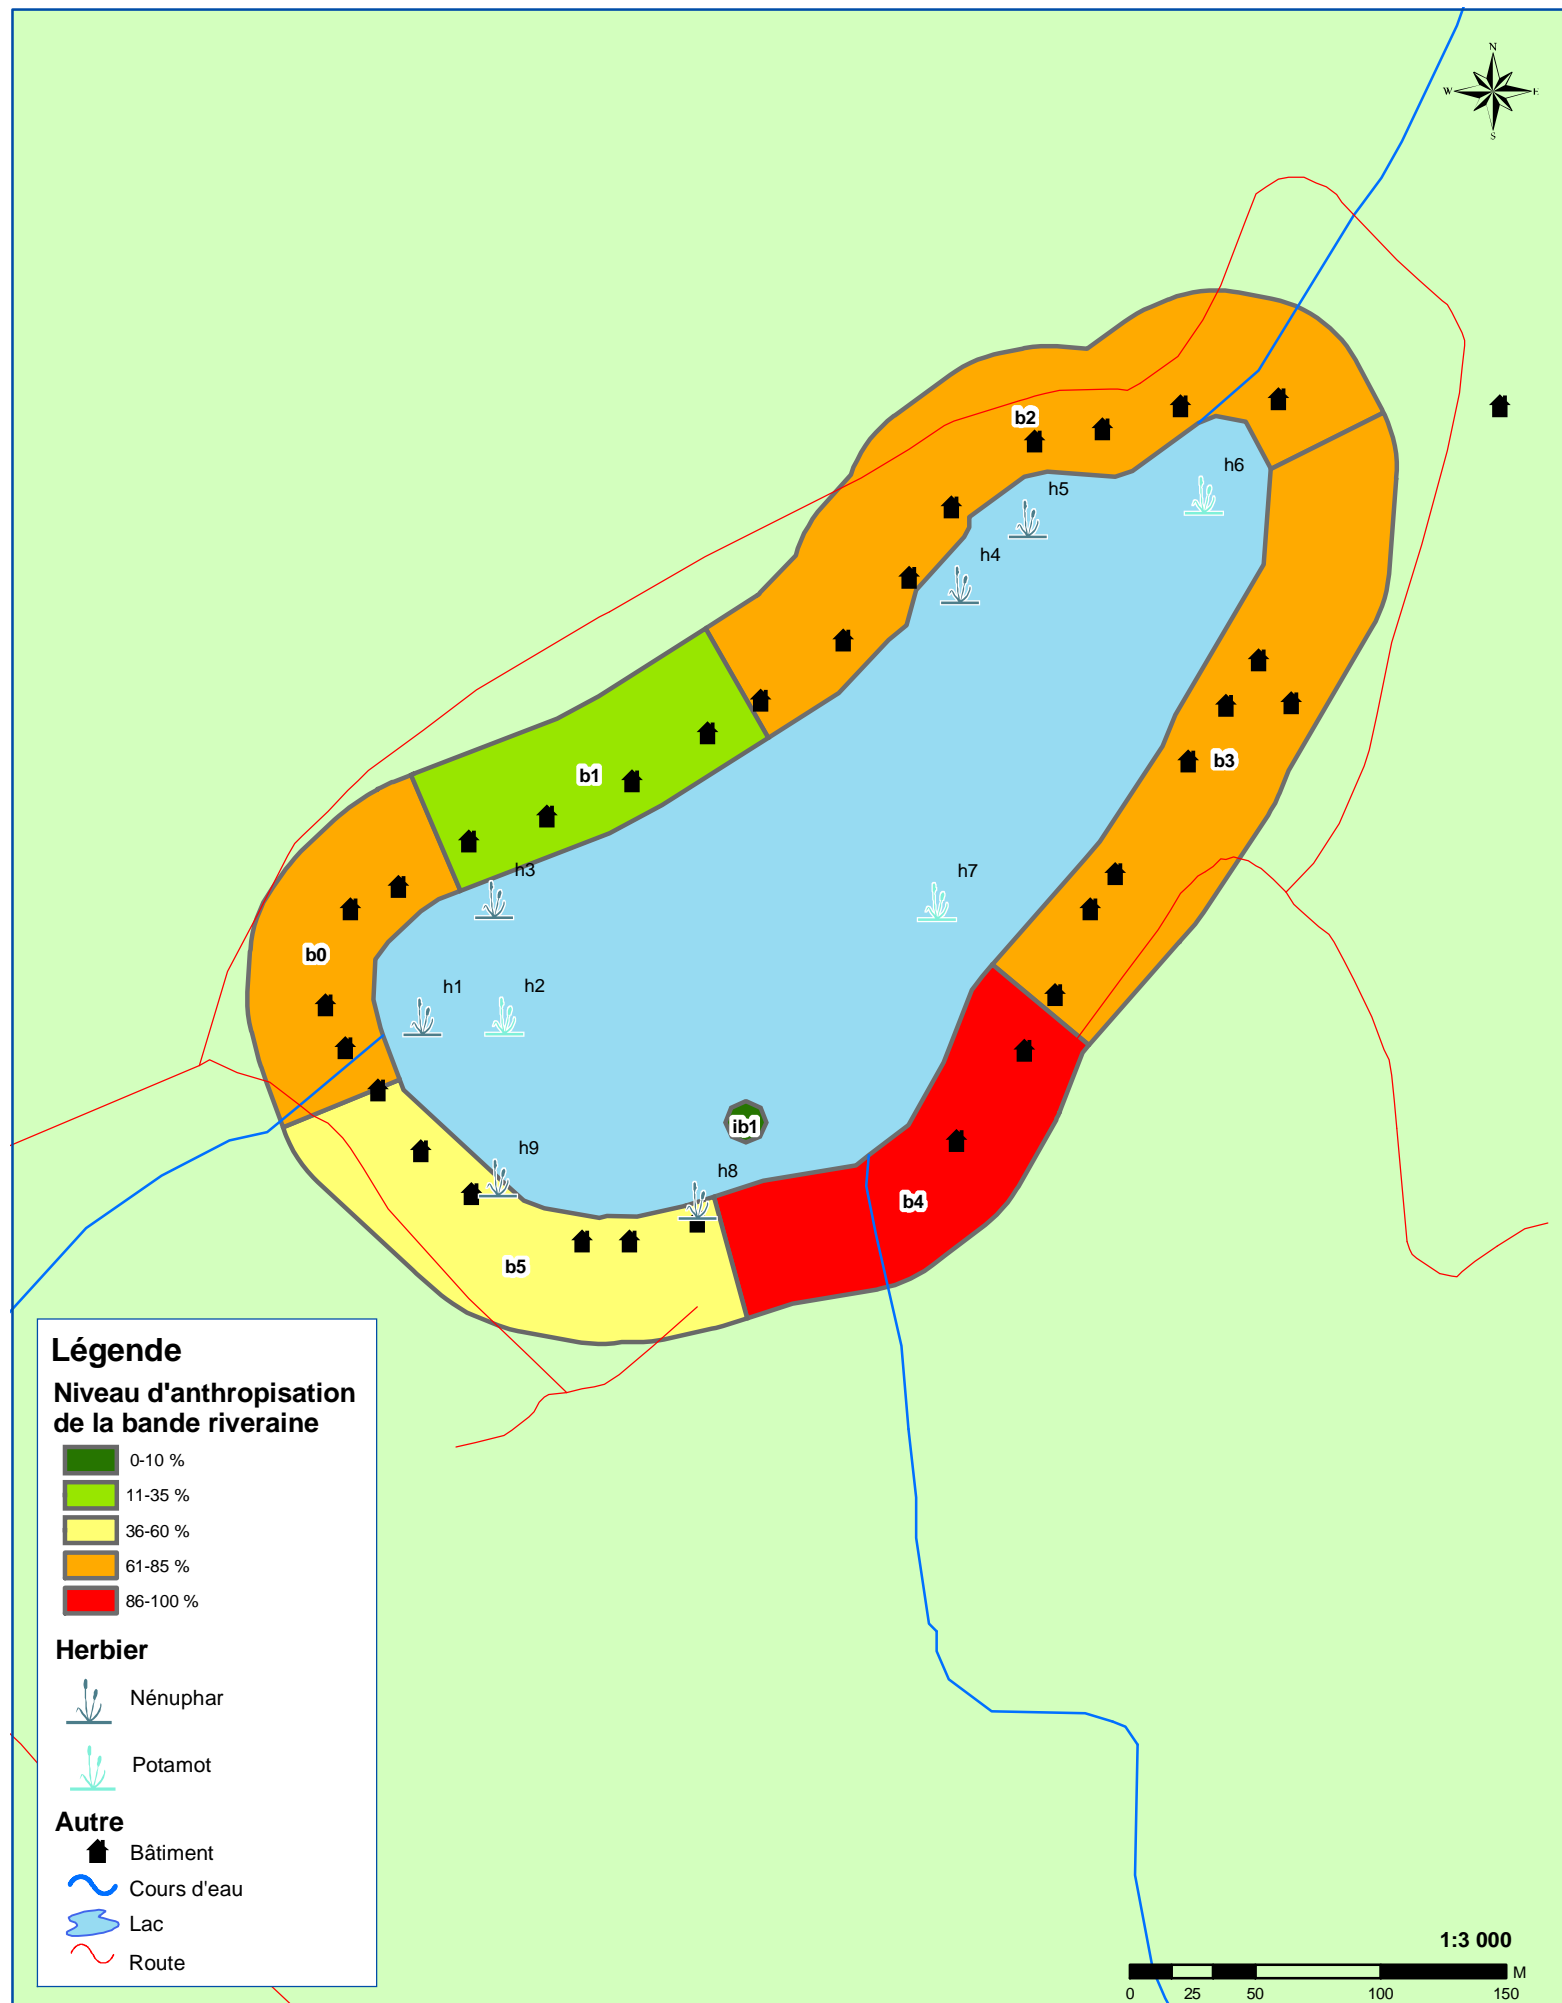 N
W
E
S
b2
h6
h5
h4
b1
b3
h3
h7
b0
h1
h2
ib1
h9
h8
b4
b5
Légende
Niveau d'anthropisation
de la bande riveraine
0-10 %
11-35 %
36-60 %
61-85 %
86-100 %
Herbier
Nénuphar
Potamot
Autre
Bâtiment
Cours d'eau
Lac
Route
1:3 000
M
0 25 50 100 150